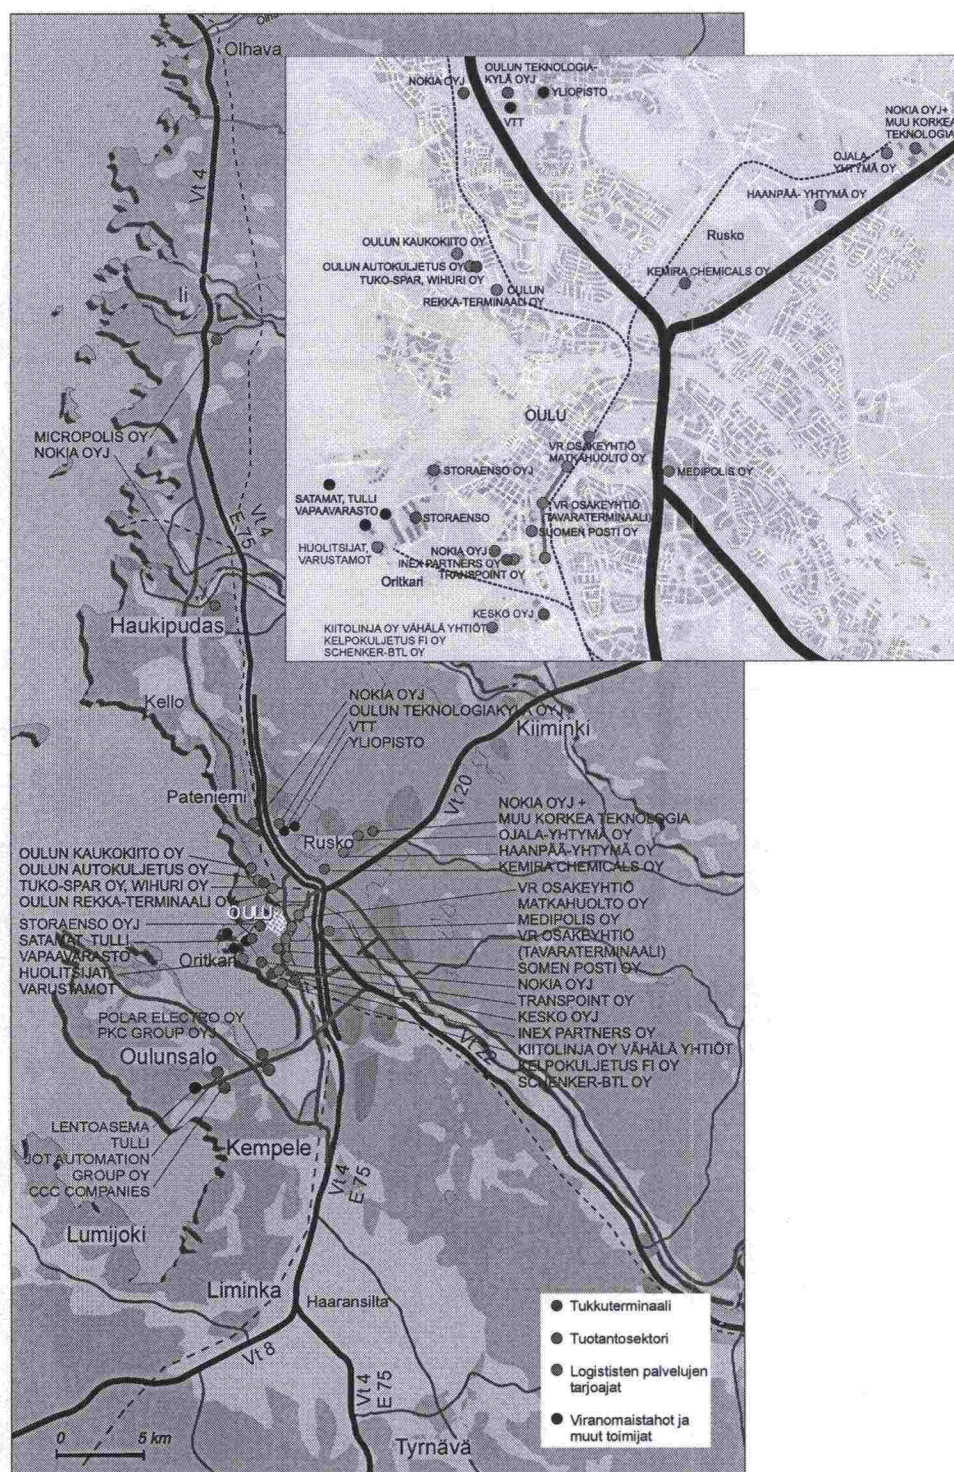 Olhava
Vt 4
Ii
MICROPOLIS OY
NOKIA OYJ
Vt 4
E 75
Haukipudas
Kello
NOKIA OYJ
OULUN TEKNOLOGIAKYLÄ OYJ
VTT
YLIOPISTO
Kiiminki
Vt 20
Pateniemi
Rusko
NOKIA OYJ +
MUU KORKEA TEKNOLOGIA
OJALA-YHTYMÄ OY
HAANPÄÄ-YHTYMÄ OY
KEMIRA CHEMICALS OY
OULUN KAUKOKIITO OY
OULUN AUTOKULJETUS OY
TUKO-SPAR OY, WIHURI OY
OULUN REKKA-TERMINAALI OY
OULU
STORAENSO OYJ
SATAMAT, TULLI
VAPAAVARASTO
HUOLITSIJAT,
VARUSTAMOT
Oritkari
VR OSAKEYHTIÖ
MATKAHUOLTO OY
MEDIPOLIS OY
VR OSAKEYHTIÖ
(TAVARATERMINAALI)
SOMEN POSTI OY
NOKIA OYJ
TRANSPOINT OY
KESKO OYJ
INEX PARTNERS OY
KIITOLINJA OY VÄHÄLÄ YHTIÖT
KELPOKULJETUS FI OY
SCHENKER-BTL OY
Vt 22
POLAR ELECTRO OY
PKC GROUP OYJ
Oulunsalo
LENTOASEMA
TULLI
JOT AUTOMATION
GROUP OY
CCC COMPANIES
Kempele
Vt 4
E 75
Lumijoki
Liminka
Haaransilta
Vt 8
Vt 4
E 75
Tyrnävä
0 5 km
NOKIA OYJ
OULUN TEKNOLOGIA-
KYLÄ OYJ
YLIOPISTO
VTT
NOKIA OYJ+
MUU KORKEA
TEKNOLOGIA
OJALA-
YHTYMÄ OY
HAANPÄÄ- YHTYMÄ OY
Rusko
KEMIRA CHEMICALS OY
OULUN KAUKOKIITO OY
OULUN AUTOKULJETUS OY
TUKO-SPAR, WIHURI OY
OULUN
REKKA-TERMINAALI OY
OULU
VR OSAKEYHTIÖ
MATKAHUOLTO OY
MEDIPOLIS OY
STORAENSO OYJ
SATAMAT, TULLI
VAPAAVARASTO
STORAENSO
VR OSAKEYHTIÖ
(TAVARATERMINAALI)
SUOMEN POSTI OY
HUOLITSIJAT,
VARUSTAMOT
Oritkari
NOKIA OYJ
INEX PARTNERS OY
TRANSPOINT OY
KESKO OYJ
KIITOLINJA OY VÄHÄLÄ YHTIÖT
KELPOKULJETUS FI OY
SCHENKER-BTL OY
Tukkuterminaali
Tuotantosektori
Logististen palvelujen
tarjoajat
Viranomaistahot ja
muut toimijat